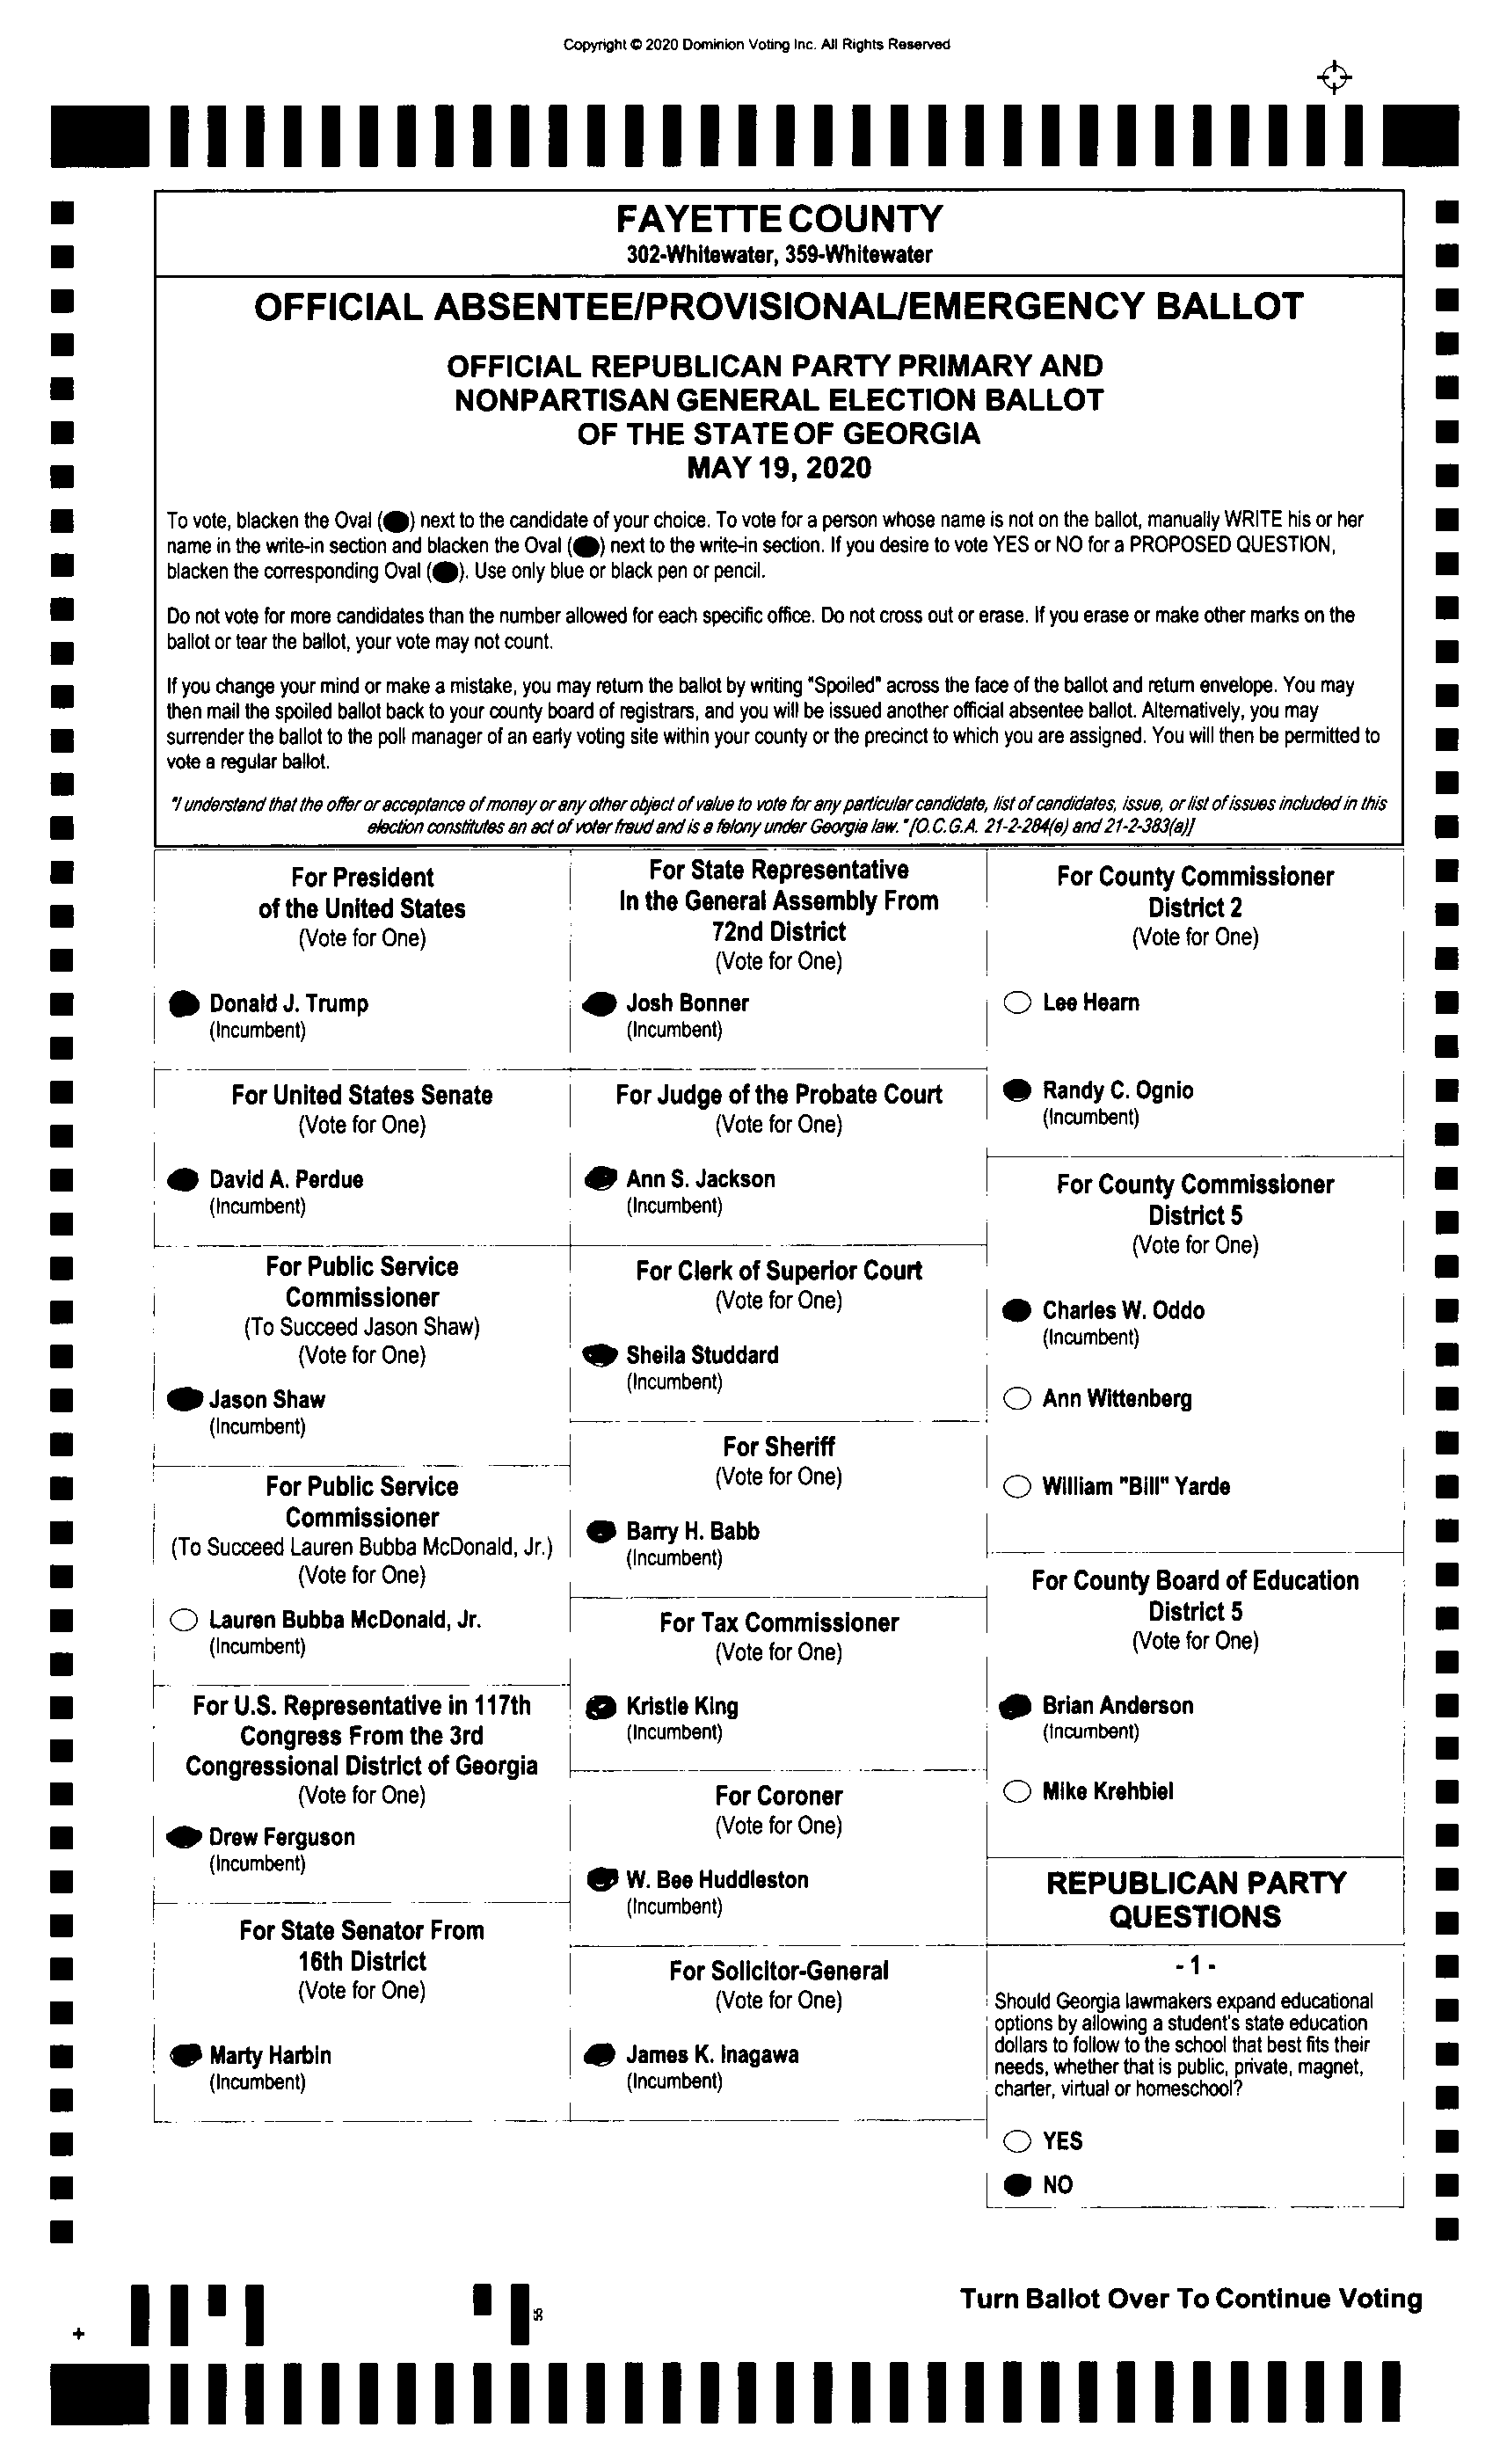 Copyright © 2020 Dominion Voting Inc. All Rights Reserved
FAYETTE COUNTY
302-Whitewater, 359-Whitewater
OFFICIAL ABSENTEE/PROVISIONAL/EMERGENCY BALLOT
OFFICIAL REPUBLICAN PARTY PRIMARY AND
NONPARTISAN GENERAL ELECTION BALLOT
OF THE STATE OF GEORGIA
MAY 19, 2020
To vote, blacken the Oval (⬤) next to the candidate of your choice. To vote for a person whose name is not on the ballot, manually WRITE his or her
name in the write-in section and blacken the Oval (⬤) next to the write-in section. If you desire to vote YES or NO for a PROPOSED QUESTION,
blacken the corresponding Oval (⬤). Use only blue or black pen or pencil.
Do not vote for more candidates than the number allowed for each specific office. Do not cross out or erase. If you erase or make other marks on the
ballot or tear the ballot, your vote may not count.
If you change your mind or make a mistake, you may return the ballot by writing "Spoiled" across the face of the ballot and return envelope. You may
then mail the spoiled ballot back to your county board of registrars, and you will be issued another official absentee ballot. Alternatively, you may
surrender the ballot to the poll manager of an early voting site within your county or the precinct to which you are assigned. You will then be permitted to
vote a regular ballot.
"I understand that the offer or acceptance of money or any other object of value to vote for any particular candidate, list of candidates, issue, or list of issues included in this
election constitutes an act of voter fraud and is a felony under Georgia law." [O.C.G.A. 21-2-284(e) and 21-2-383(a)]
For President
of the United States
(Vote for One)
Donald J. Trump
(Incumbent)
For United States Senate
(Vote for One)
David A. Perdue
(Incumbent)
For Public Service
Commissioner
(To Succeed Jason Shaw)
(Vote for One)
Jason Shaw
(Incumbent)
For Public Service
Commissioner
(To Succeed Lauren Bubba McDonald, Jr.)
(Vote for One)
Lauren Bubba McDonald, Jr.
(Incumbent)
For U.S. Representative in 117th
Congress From the 3rd
Congressional District of Georgia
(Vote for One)
Drew Ferguson
(Incumbent)
For State Senator From
16th District
(Vote for One)
Marty Harbin
(Incumbent)
For State Representative
In the General Assembly From
72nd District
(Vote for One)
Josh Bonner
(Incumbent)
For Judge of the Probate Court
(Vote for One)
Ann S. Jackson
(Incumbent)
For Clerk of Superior Court
(Vote for One)
Sheila Studdard
(Incumbent)
For Sheriff
(Vote for One)
Barry H. Babb
(Incumbent)
For Tax Commissioner
(Vote for One)
Kristie King
(Incumbent)
For Coroner
(Vote for One)
W. Bee Huddleston
(Incumbent)
For Solicitor-General
(Vote for One)
James K. Inagawa
(Incumbent)
For County Commissioner
District 2
(Vote for One)
Lee Hearn
Randy C. Ognio
(Incumbent)
For County Commissioner
District 5
(Vote for One)
Charles W. Oddo
(Incumbent)
Ann Wittenberg
William "Bill" Yarde
For County Board of Education
District 5
(Vote for One)
Brian Anderson
(Incumbent)
Mike Krehbiel
REPUBLICAN PARTY
QUESTIONS
- 1 -
Should Georgia lawmakers expand educational
options by allowing a student's state education
dollars to follow to the school that best fits their
needs, whether that is public, private, magnet,
charter, virtual or homeschool?
YES
NO
Turn Ballot Over To Continue Voting
+